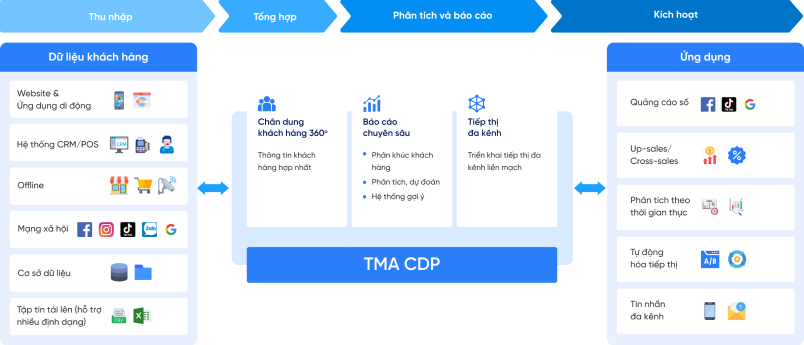 Thu nhập
Tổng hợp
Phân tích và báo cáo
Kích hoạt
Dữ liệu khách hàng
Website &
Ứng dụng di động
Hệ thống CRM/POS
CRM
Offline
Mạng xã hội
Zalo
Cơ sở dữ liệu
Tập tin tải lên (hỗ trợ
nhiều định dạng)
CSV
Chân dung
khách hàng 360°
Thông tin khách
hàng hợp nhất
Báo cáo
chuyên sâu
Phân khúc khách
hàng
Phân tích, dự đoán
Hệ thống gợi ý
Tiếp thị
đa kênh
Triển khai tiếp thị đa
kênh liền mạch
TMA CDP
Ứng dụng
Quảng cáo số
Up-sales/
Cross-sales
Phân tích theo
thời gian thực
Tự động
hóa tiếp thị
A/B
Tin nhắn
đa kênh